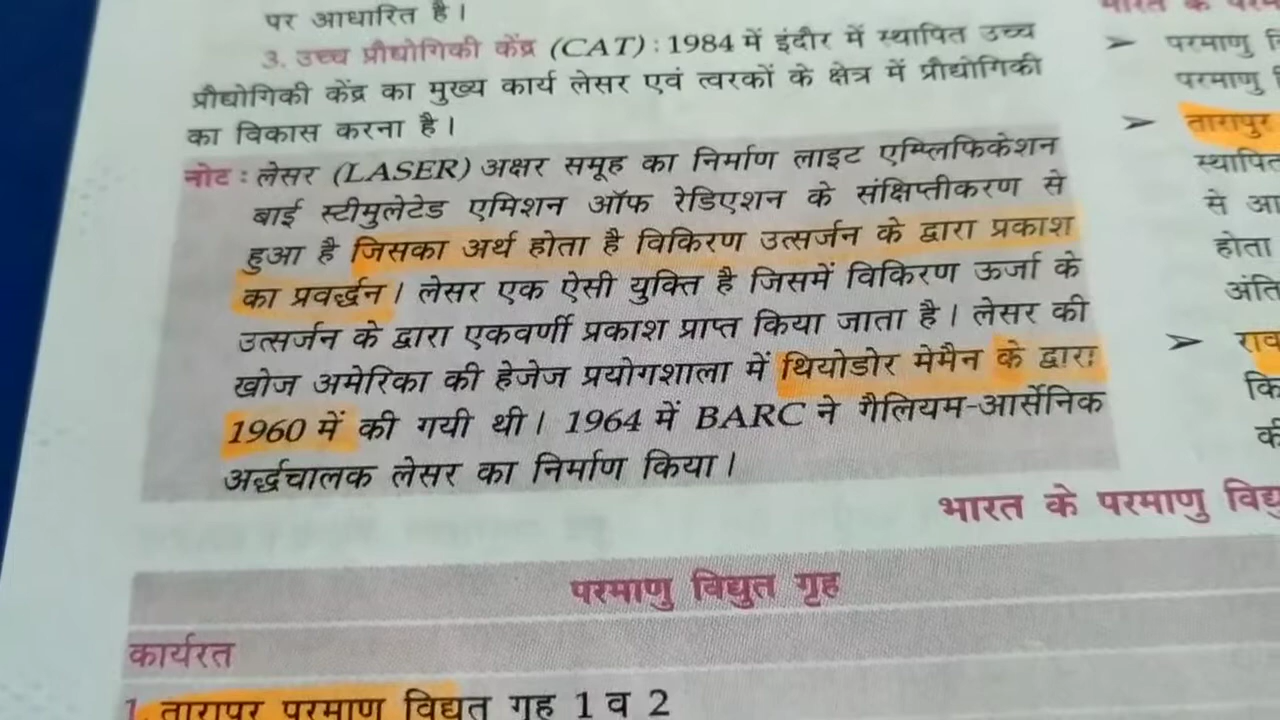 पर आधारित है।
3. उच्च प्रौद्योगिकी केंद्र (CAT) : 1984 में इंदौर में स्थापित उच्च
प्रौद्योगिकी केंद्र का मुख्य कार्य लेसर एवं त्वरकों के क्षेत्र में प्रौद्योगिकी
का विकास करना है।
नोट : लेसर (LASER) अक्षर समूह का निर्माण लाइट एम्प्लिफिकेशन
बाई स्टीमुलेटेड एमिशन ऑफ रेडिएशन के संक्षिप्तीकरण से
हुआ है जिसका अर्थ होता है विकिरण उत्सर्जन के द्वारा प्रकाश
का प्रवर्द्धन। लेसर एक ऐसी युक्ति है जिसमें विकिरण ऊर्जा के
उत्सर्जन के द्वारा एकवर्णी प्रकाश प्राप्त किया जाता है। लेसर की
खोज अमेरिका की हेजेज प्रयोगशाला में थियोडोर मेमैन के द्वारा
1960 में की गयी थी। 1964 में BARC ने गैलियम-आर्सेनिक
अर्द्धचालक लेसर का निर्माण किया।
भारत के परमाणु
परमाणु विद्युत गृह
कार्यरत
1. तारापुर परमाणु विद्युत गृह 1 व 2
भारत के
➤ परमाणु
परमाणु
➤ तारापुर
स्थापित
से
होता
➤